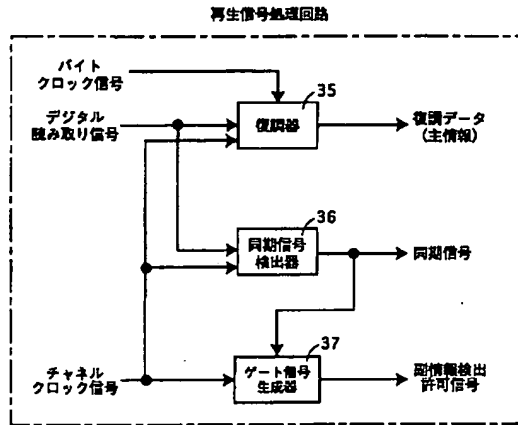 再生信号処理回路
バイト
クロック信号
35
デジタル
読み取り信号
復調器
復調データ
(主情報)
36
同期信号
検出器
同期信号
37
チャネル
クロック信号
ゲート信号
生成器
副情報検出
許可信号